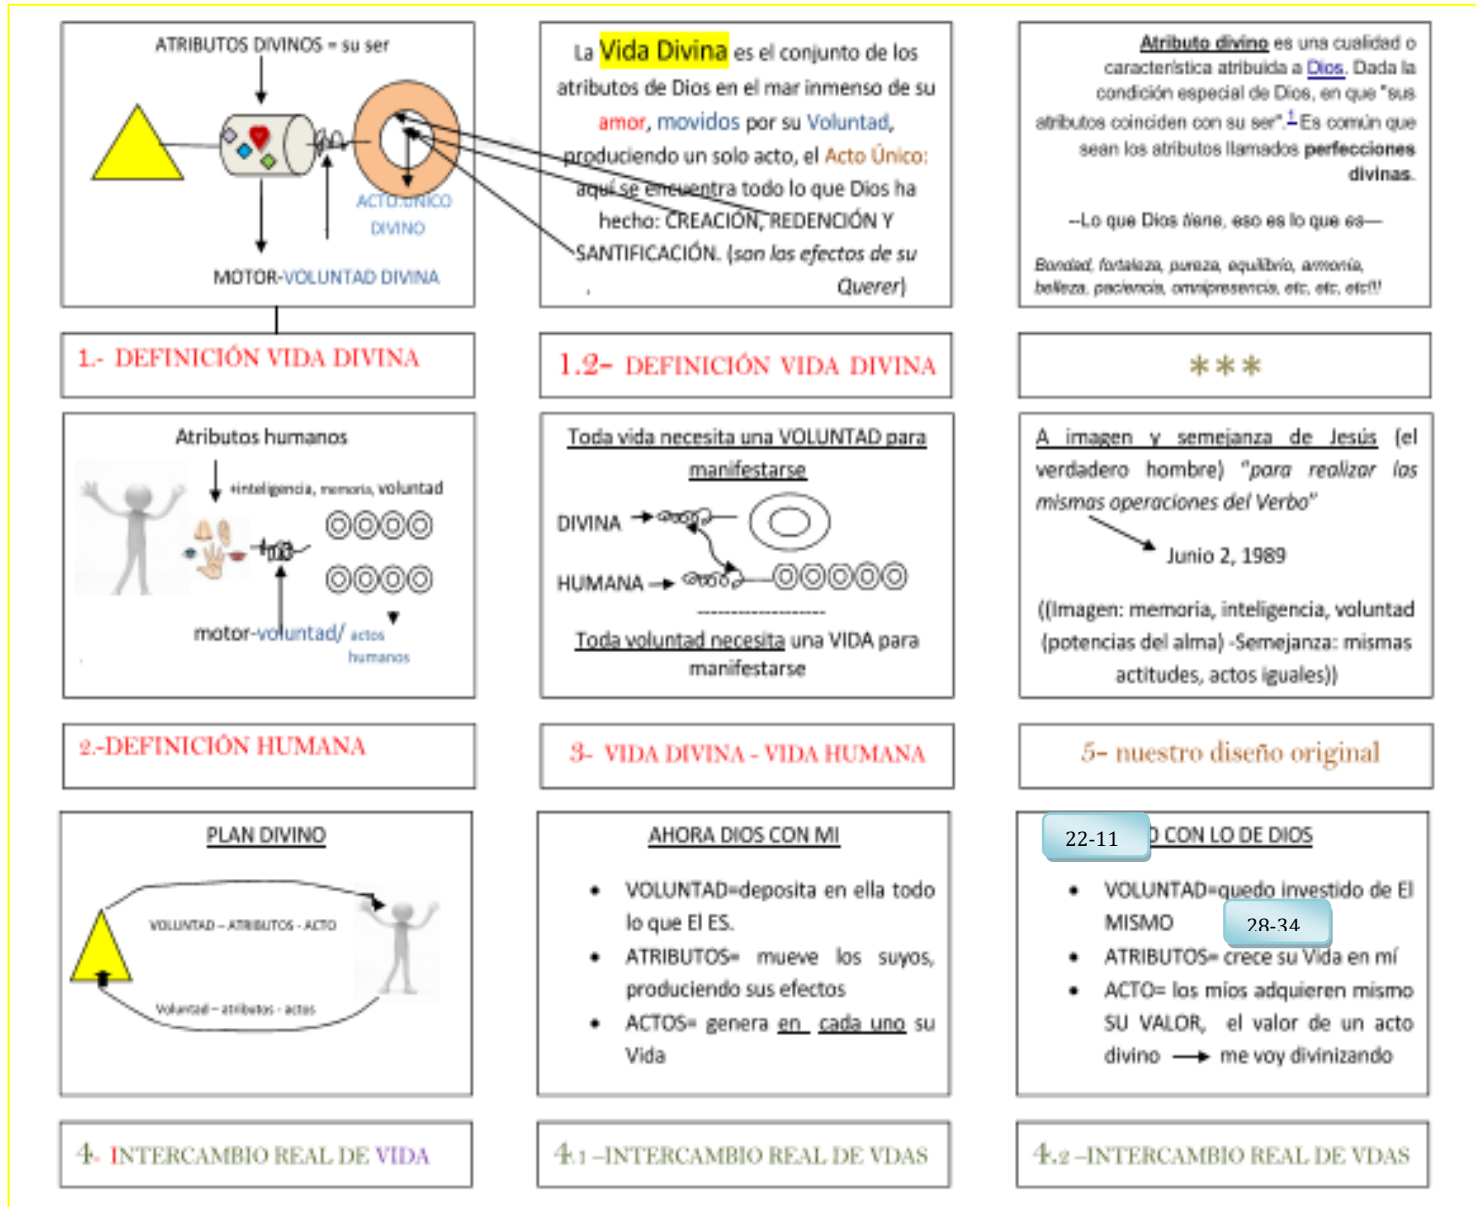 ATRIBUTOS DIVINOS = su ser
ACTO UNICO
DIVINO
MOTOR-VOLUNTAD DIVINA
La Vida Divina es el conjunto de los
atributos de Dios en el mar inmenso de su
amor, movidos por su Voluntad,
produciendo un solo acto, el Acto Único:
aquí se encuentra todo lo que Dios ha
hecho: CREACIÓN, REDENCIÓN Y
SANTIFICACIÓN. (son los efectos de su
Querer)
Atributo divino es una cualidad o
característica atribuida a Dios. Dada la
condición especial de Dios, en que "sus
atributos coinciden con su ser".1 Es común que
sean los atributos llamados perfecciones
divinas.
--Lo que Dios tiene, eso es lo que es—
Bondad, fortaleza, pureza, equilibrio, armonía,
belleza, paciencia, omnipresencia, etc, etc, etc!!!
1.- DEFINICIÓN VIDA DIVINA
1.2- DEFINICIÓN VIDA DIVINA
***
Atributos humanos
+inteligencia, memoria, voluntad
motor-voluntad/ actos
humanos
Toda vida necesita una VOLUNTAD para
manifestarse
DIVINA
HUMANA
--------------------
Toda voluntad necesita una VIDA para
manifestarse
A imagen y semejanza de Jesús (el
verdadero hombre) "para realizar las
mismas operaciones del Verbo"
Junio 2, 1989
((Imagen: memoria, inteligencia, voluntad
(potencias del alma) -Semejanza: mismas
actitudes, actos iguales))
2.-DEFINICIÓN HUMANA
3- VIDA DIVINA - VIDA HUMANA
5- nuestro diseño original
PLAN DIVINO
VOLUNTAD – ATRIBUTOS - ACTO
Voluntad – atributos - actos
AHORA DIOS CON MI
• VOLUNTAD=deposita en ella todo
lo que El ES.
• ATRIBUTOS= mueve los suyos,
produciendo sus efectos
• ACTOS= genera en cada uno su
Vida
22-11
O CON LO DE DIOS
• VOLUNTAD=quedo investido de El
MISMO
28-34
• ATRIBUTOS= crece su Vida en mí
• ACTO= los míos adquieren mismo
SU VALOR, el valor de un acto
divino → me voy divinizando
4- INTERCAMBIO REAL DE VIDA
4.1 –INTERCAMBIO REAL DE VDAS
4.2 –INTERCAMBIO REAL DE VDAS